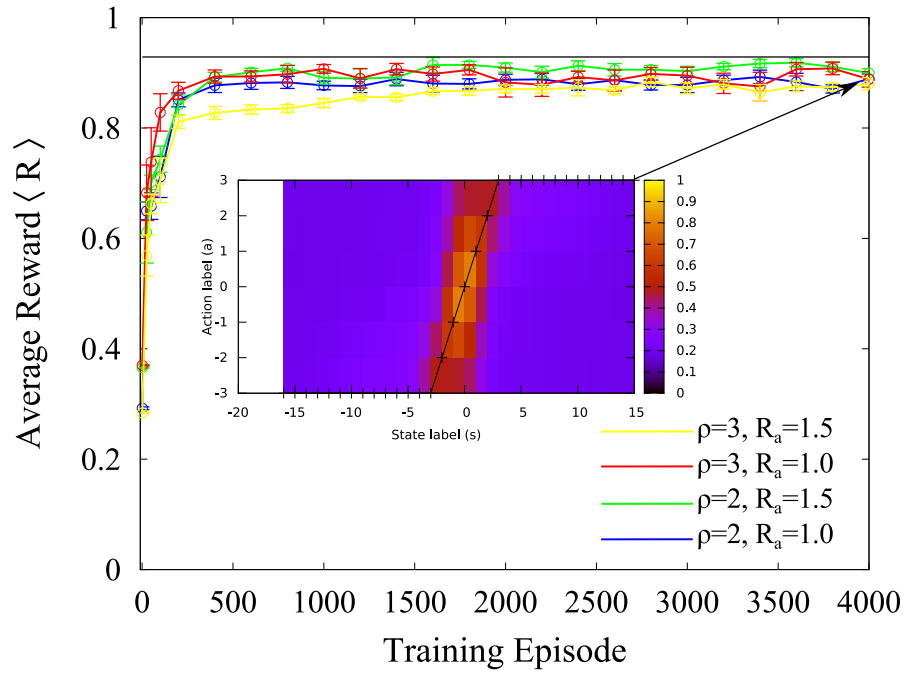 1
0.8
0.6
0.4
0.2
0
Average Reward ⟨ R ⟩
0 500 1000 1500 2000 2500 3000 3500 4000
Training Episode
3
2
1
0
-1
-2
-3
Action label (a)
-20 -15 -10 -5 0 5 10 15
State label (s)
1
0.9
0.8
0.7
0.6
0.5
0.4
0.3
0.2
0.1
0
ρ=3, Rₐ=1.5
ρ=3, Rₐ=1.0
ρ=2, Rₐ=1.5
ρ=2, Rₐ=1.0